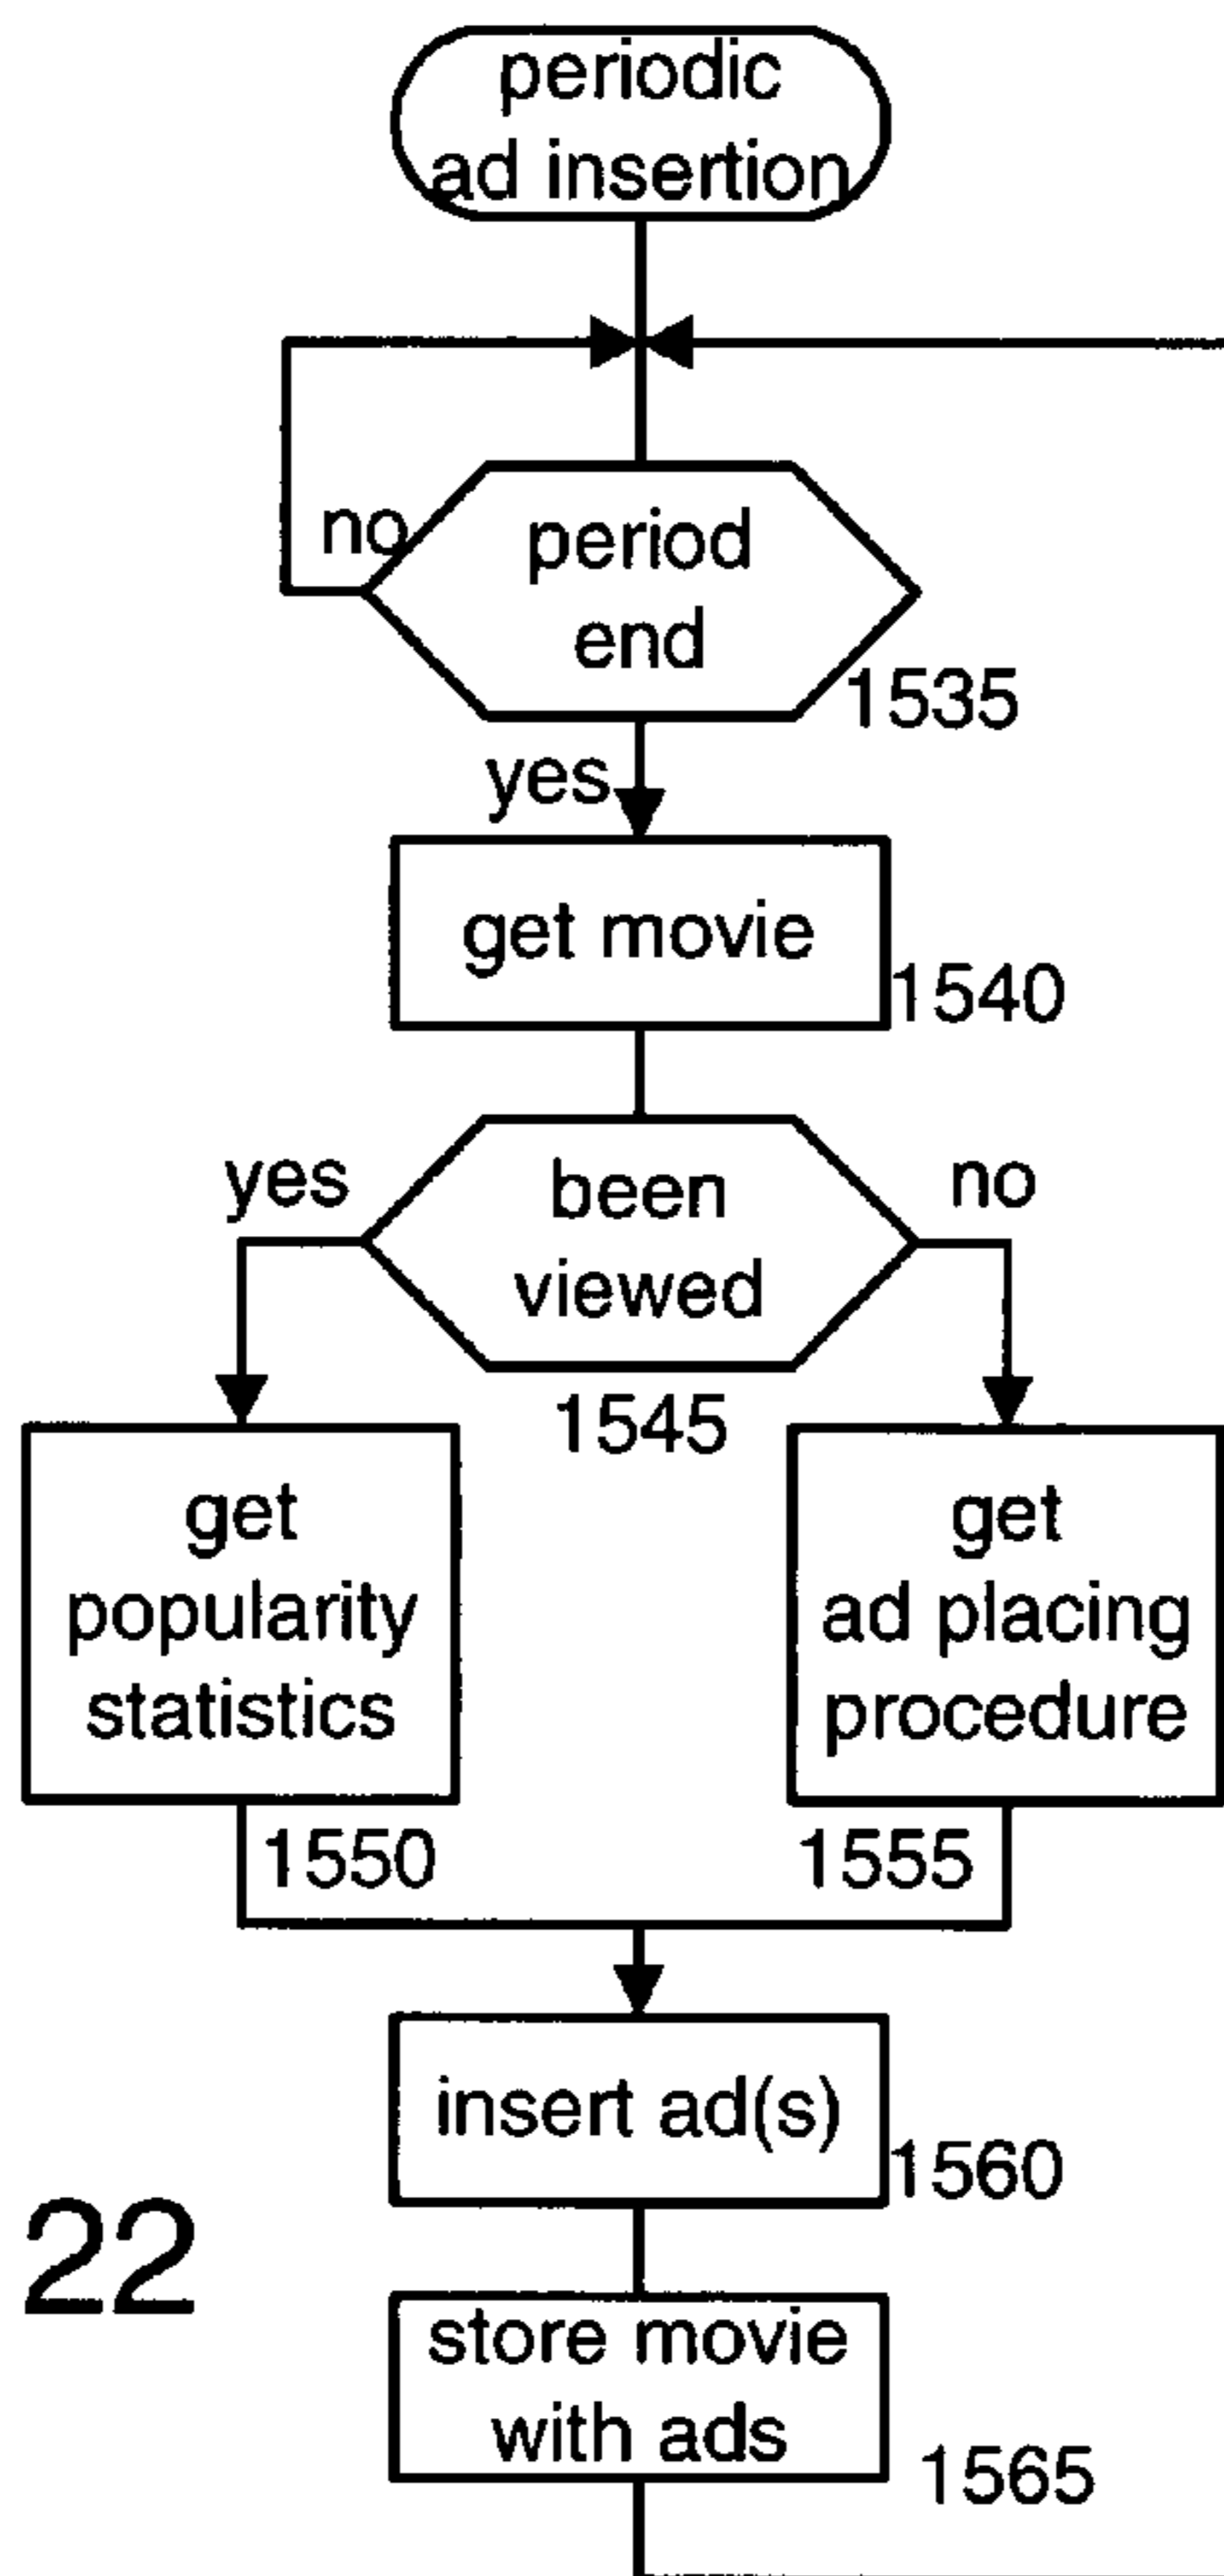 periodic
ad insertion
no
period
end
1535
yes
get movie
1540
yes
been
viewed
no
1545
get
popularity
statistics
1550
get
ad placing
procedure
1555
insert ad(s)
1560
22
store movie
with ads
1565